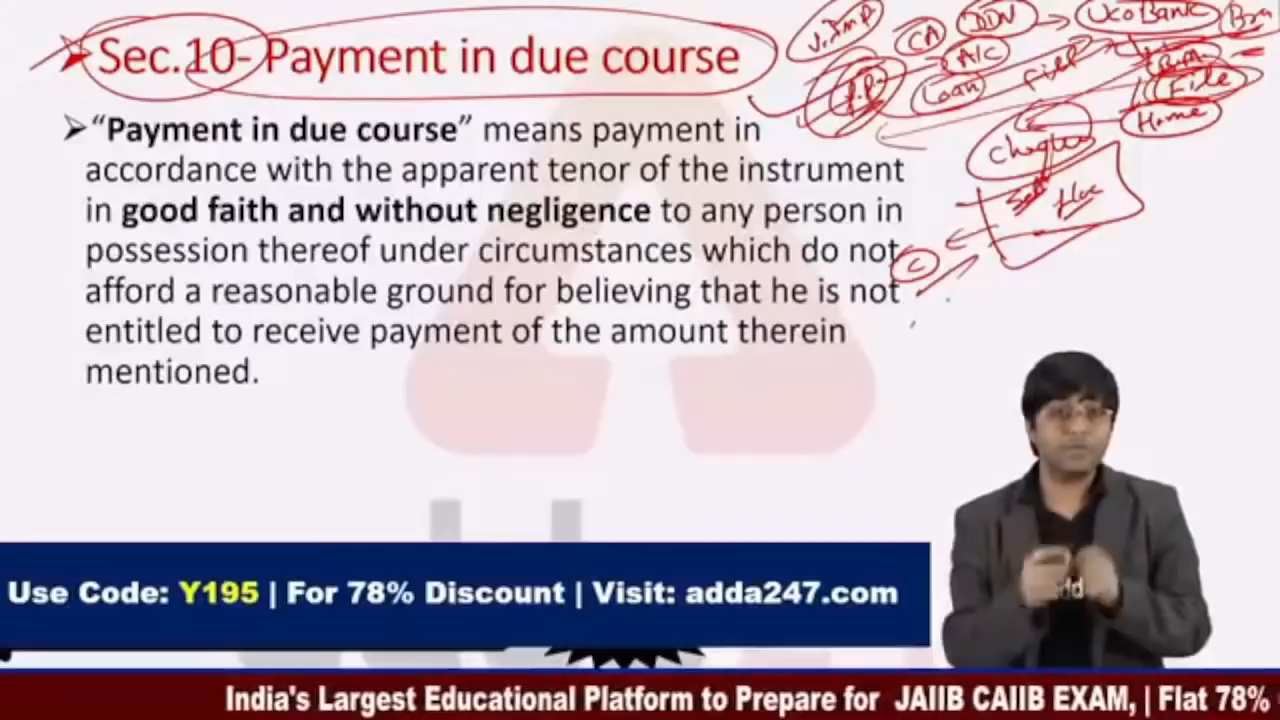 Sec.10- Payment in due course
V.Imp
CA
DDN
UCO Bank
A/C
Loan
File
B.M
File
Home
P.P.
C
➢“Payment in due course” means payment in
accordance with the apparent tenor of the instrument
in good faith and without negligence to any person in
possession thereof under circumstances which do not
afford a reasonable ground for believing that he is not
entitled to receive payment of the amount therein
mentioned.
Use Code: Y195 | For 78% Discount | Visit: adda247.com
India's Largest Educational Platform to Prepare for JAIIB CAIIB EXAM, | Flat 78%